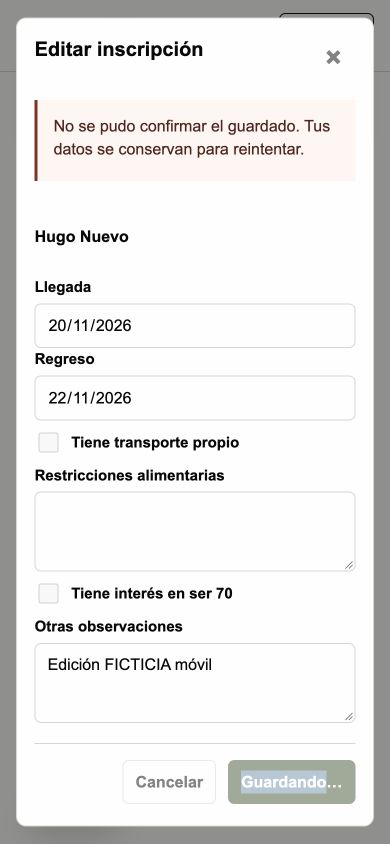 Editar inscripción
×
No se pudo confirmar el guardado. Tus
datos se conservan para reintentar.
Hugo Nuevo
Llegada
20/11/2026
Regreso
22/11/2026
Tiene transporte propio
Restricciones alimentarias
Tiene interés en ser 70
Otras observaciones
Edición FICTICIA móvil
Cancelar
Guardando...